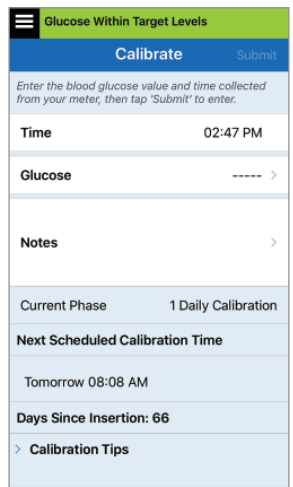 Glucose Within Target Levels
Calibrate Submit
Enter the blood glucose value and time collected
from your meter, then tap 'Submit' to enter.
Time 02:47 PM
Glucose ----- >
Notes >
Current Phase 1 Daily Calibration
Next Scheduled Calibration Time
Tomorrow 08:08 AM
Days Since Insertion: 66
> Calibration Tips